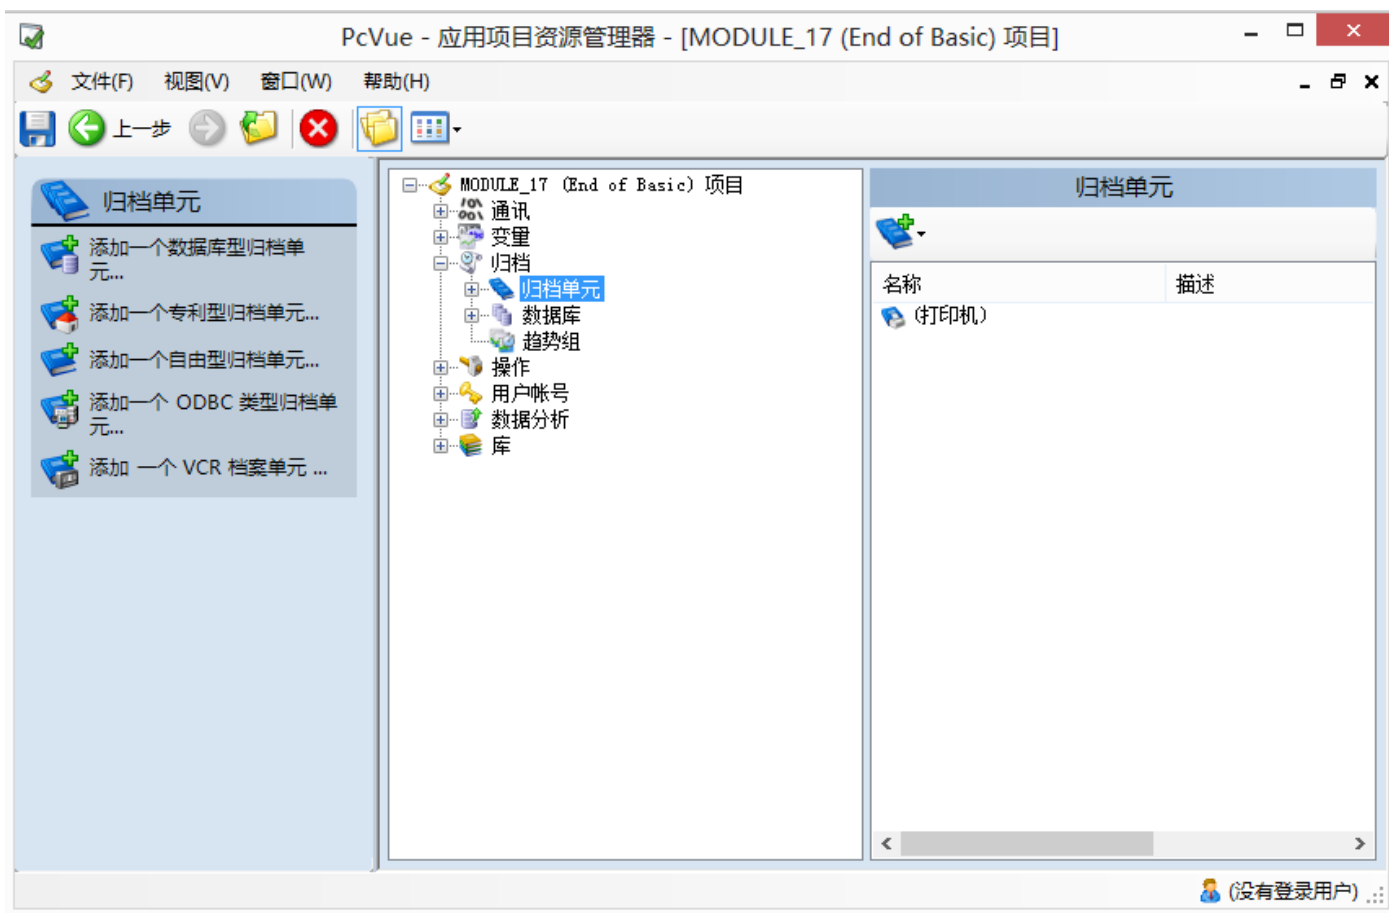 PcVue - 应用项目资源管理器 - [MODULE_17 (End of Basic) 项目]
文件(F) 视图(V) 窗口(W) 帮助(H)
上一步
归档单元
添加一个数据库型归档单
元...
添加一个专利型归档单元...
添加一个自由型归档单元...
添加一个 ODBC 类型归档单
元...
添加 一个 VCR 档案单元 ...
MODULE_17 (End of Basic) 项目
通讯
变量
归档
归档单元
数据库
趋势组
操作
用户帐号
数据分析
库
归档单元
名称 描述
(打印机)
(没有登录用户)